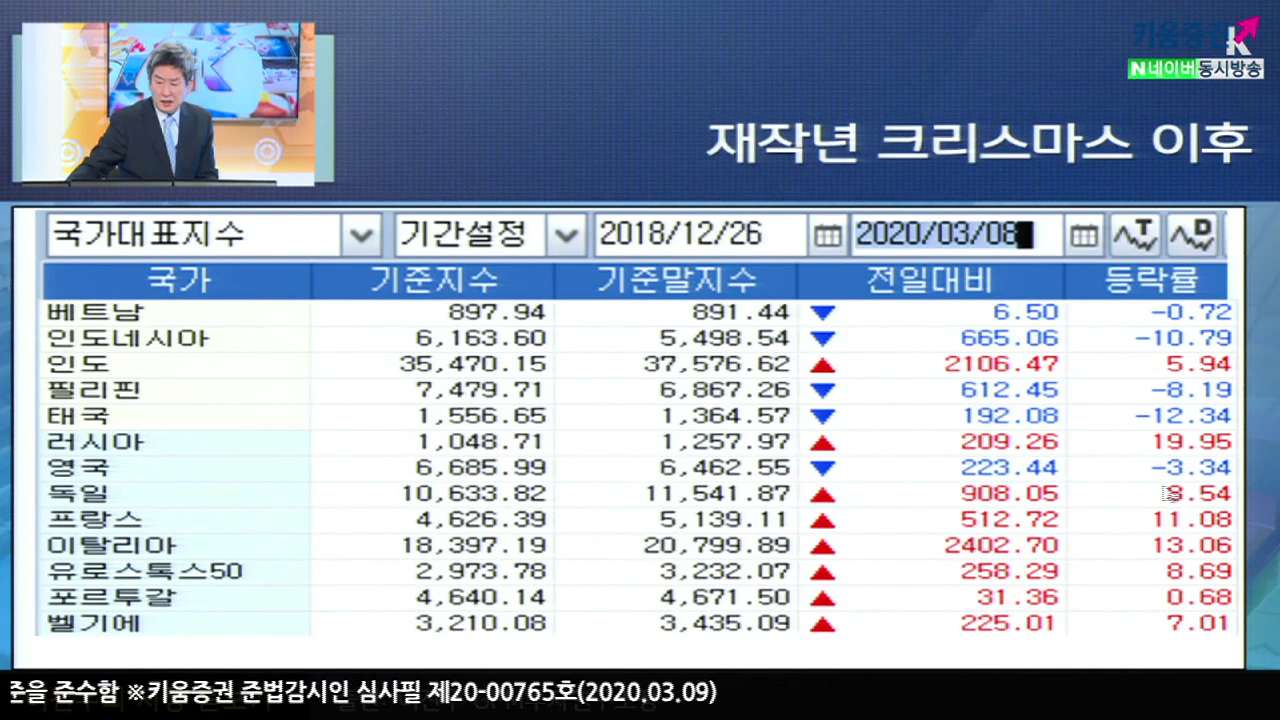 키움증권
N네이버 동시방송
재작년 크리스마스 이후
국가대표지수 기간설정 2018/12/26 2020/03/08 T D
국가 기준지수 기준말지수 전일대비 등락률
베트남 897.94 891.44 ▼ 6.50 -0.72
인도네시아 6,163.60 5,498.54 ▼ 665.06 -10.79
인도 35,470.15 37,576.62 ▲ 2106.47 5.94
필리핀 7,479.71 6,867.26 ▼ 612.45 -8.19
태국 1,556.65 1,364.57 ▼ 192.08 -12.34
러시아 1,048.71 1,257.97 ▲ 209.26 19.95
영국 6,685.99 6,462.55 ▼ 223.44 -3.34
독일 10,633.82 11,541.87 ▲ 908.05 8.54
프랑스 4,626.39 5,139.11 ▲ 512.72 11.08
이탈리아 18,397.19 20,799.89 ▲ 2402.70 13.06
유로스톡스50 2,973.78 3,232.07 ▲ 258.29 8.69
포르투갈 4,640.14 4,671.50 ▲ 31.36 0.68
벨기에 3,210.08 3,435.09 ▲ 225.01 7.01
준을 준수함 ※키움증권 준법감시인 심사필 제20-00765호(2020.03.09)